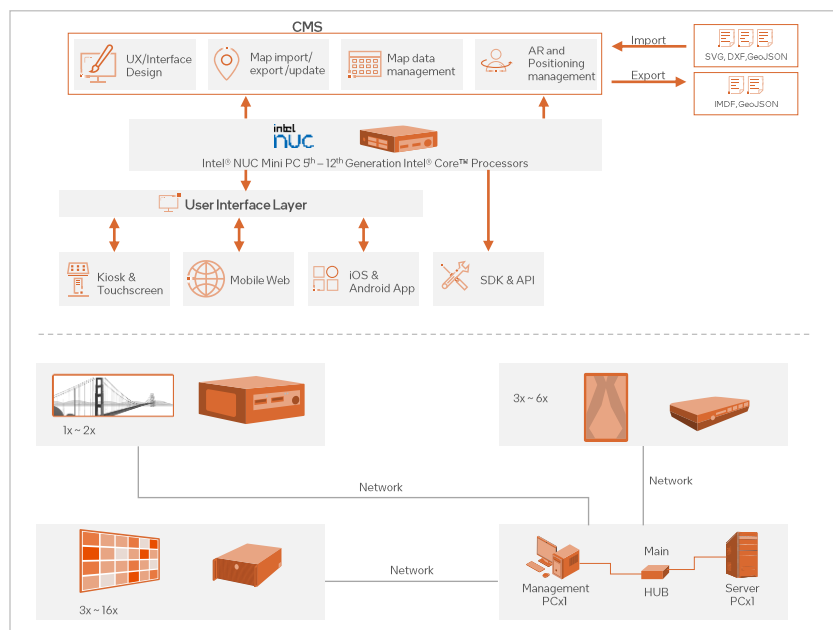 CMS
UX/Interface
Design
Map import/
export/update
Map data
management
AR and
Positioning
management
Import
Export
SVG, DXF,GeoJSON
IMDF,GeoJSON
intel
nuc
Intel® NUC Mini PC 5th – 12th Generation Intel® Core™ Processors
User Interface Layer
Kiosk &
Touchscreen
Mobile Web
iOS &
Android App
SDK & API
1x ~ 2x
3x ~ 6x
Network
Network
3x ~ 16x
Network
Management
PCx1
Main
HUB
Server
PCx1